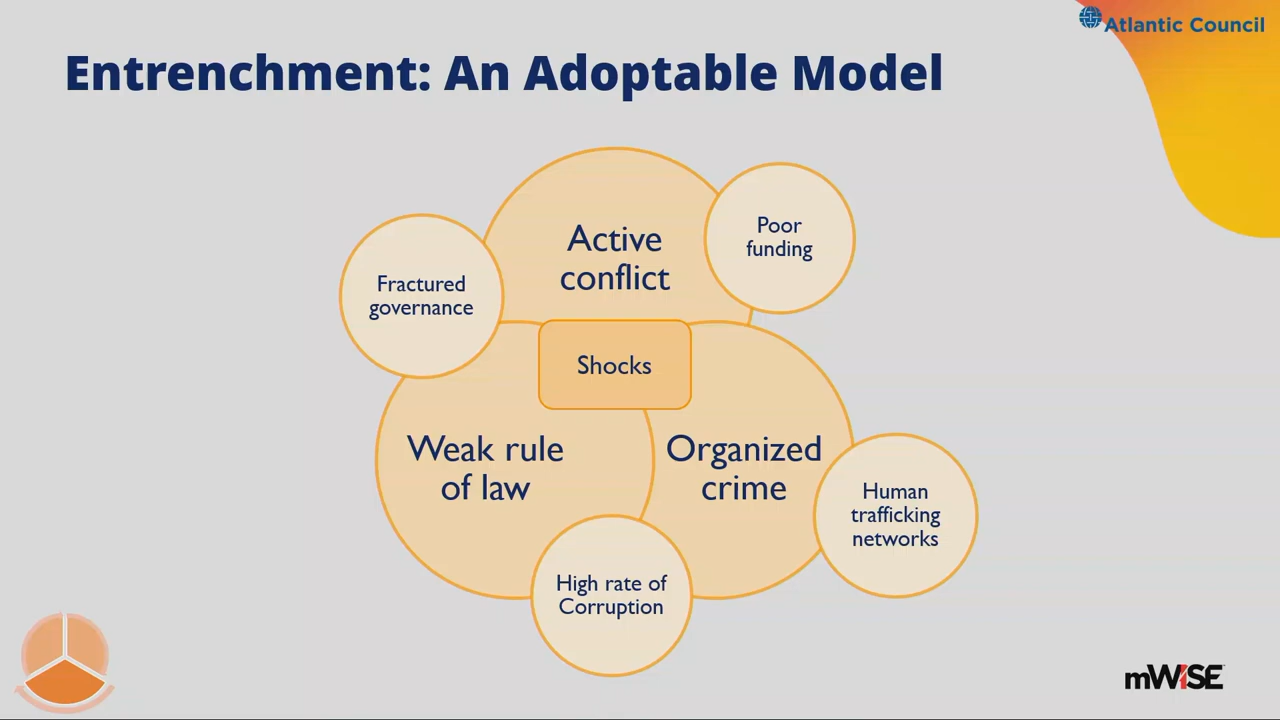 Atlantic Council
Entrenchment: An Adoptable Model
Active
conflict
Poor
funding
Fractured
governance
Shocks
Weak rule
of law
Organized
crime
Human
trafficking
networks
High rate of
Corruption
mWISE